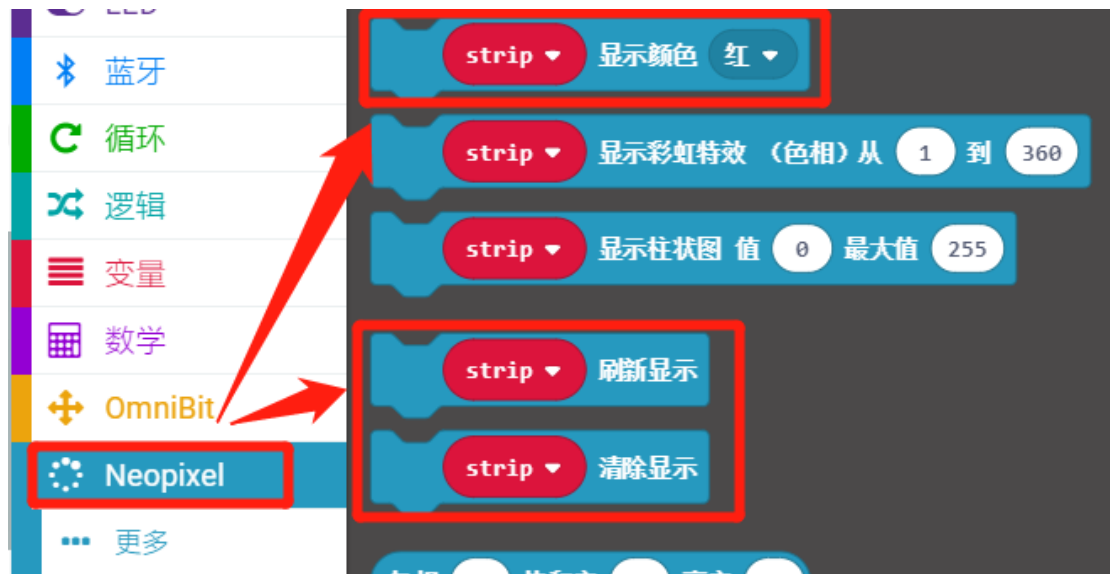 蓝牙
循环
逻辑
变量
数学
OmniBit
Neopixel
更多
strip 显示颜色 红
strip 显示彩虹特效 （色相）从 1 到 360
strip 显示柱状图 值 0 最大值 255
strip 刷新显示
strip 清除显示